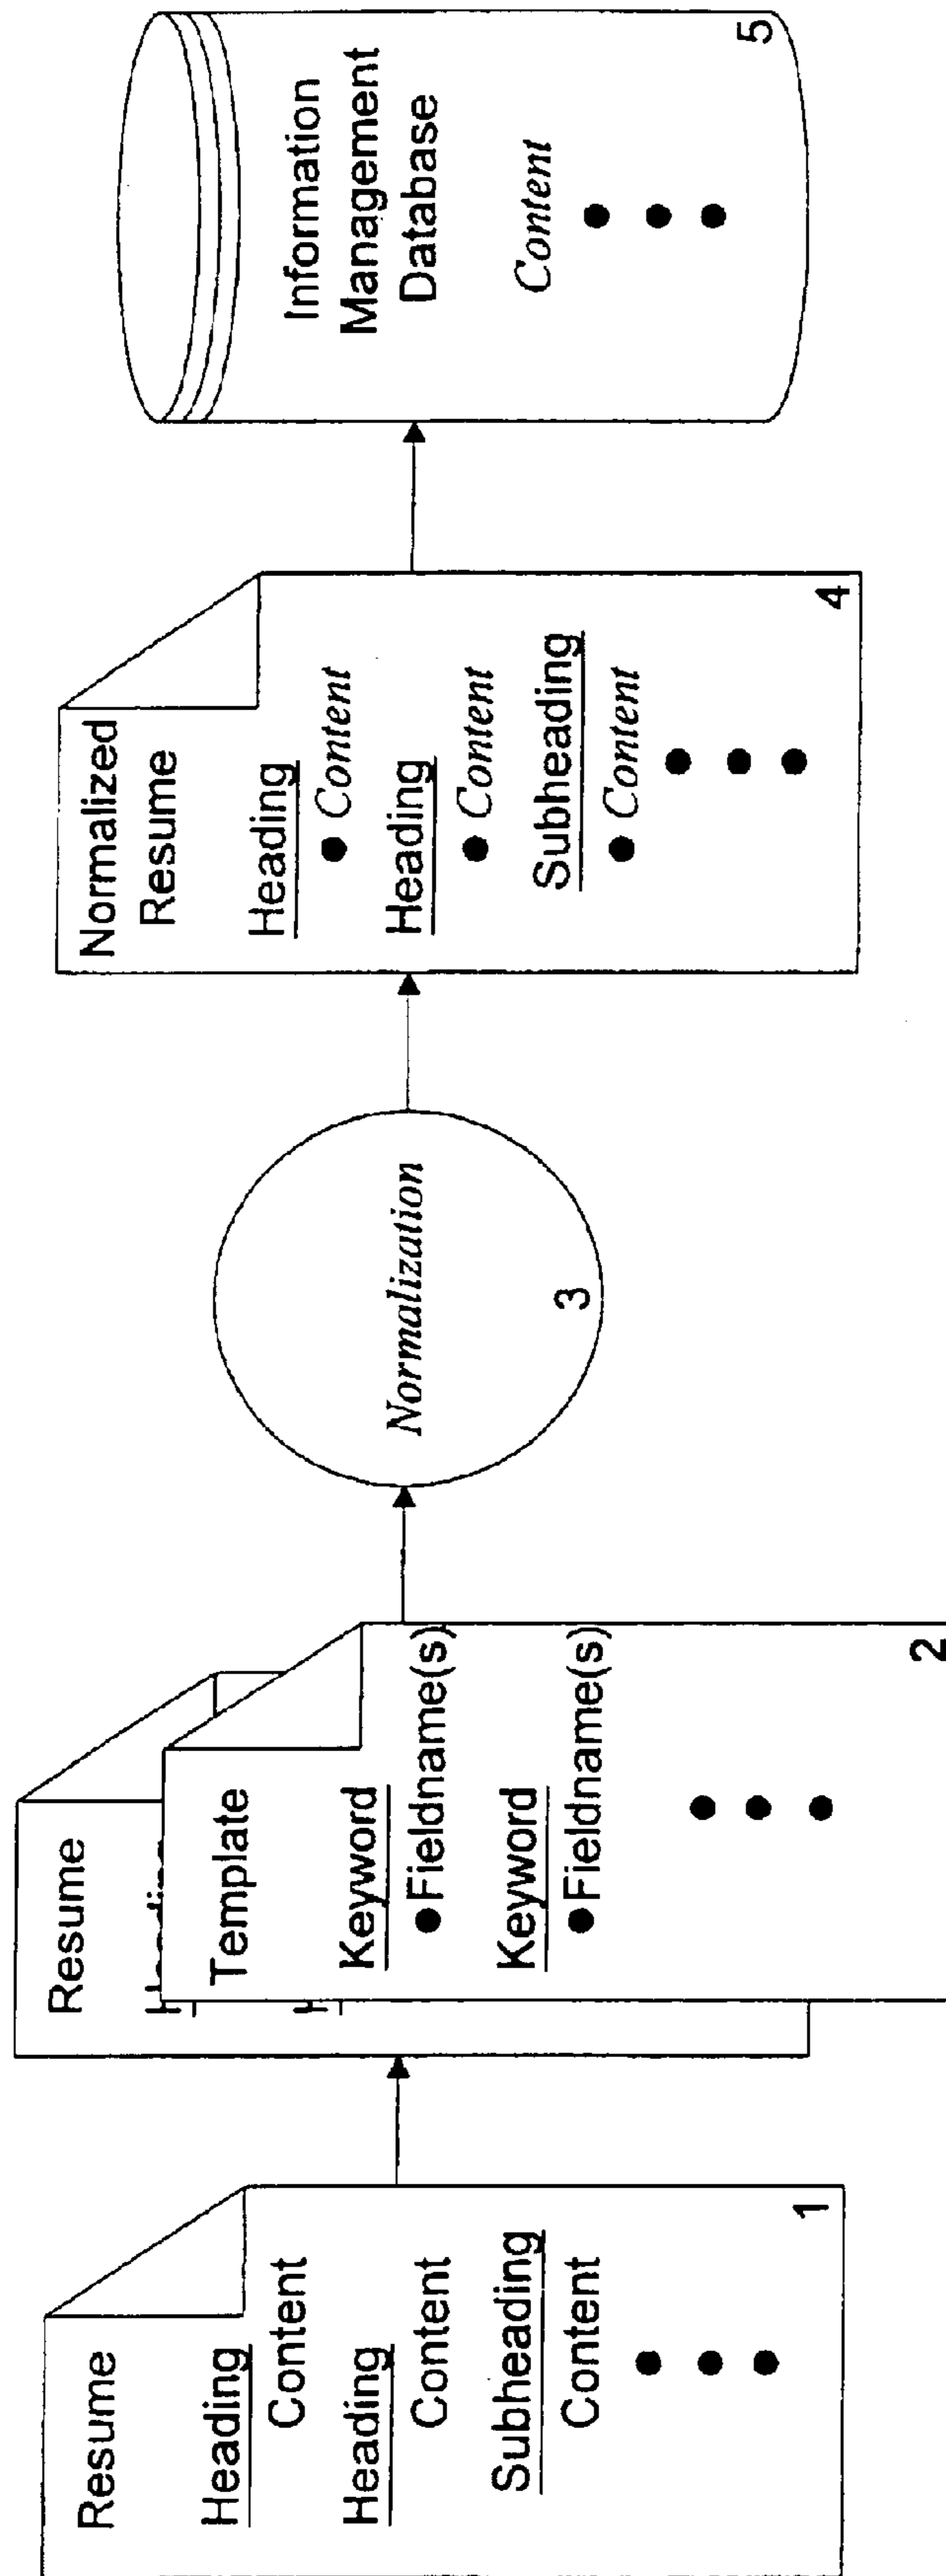 Resume
Heading
Content
Heading
Content
Subheading
Content
1
Resume
Template
Keyword
● Fieldname(s)
Keyword
● Fieldname(s)
2
Normalization
3
Normalized
Resume
Heading
● Content
Heading
● Content
Subheading
● Content
4
Information
Management
Database
Content
5